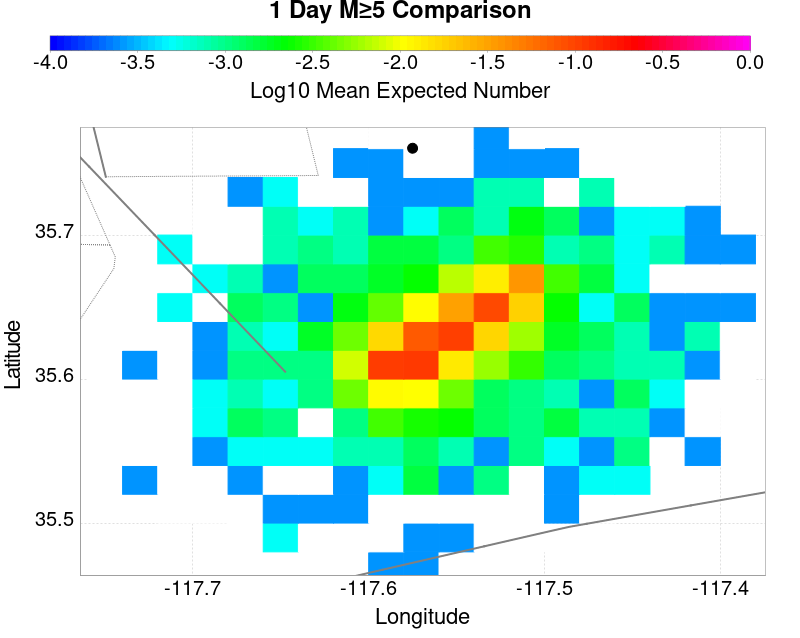 1 Day M≥5 Comparison
-4.0 -3.5 -3.0 -2.5 -2.0 -1.5 -1.0 -0.5 0.0
Log10 Mean Expected Number
35.7
35.6
35.5
Latitude
-117.7 -117.6 -117.5 -117.4
Longitude